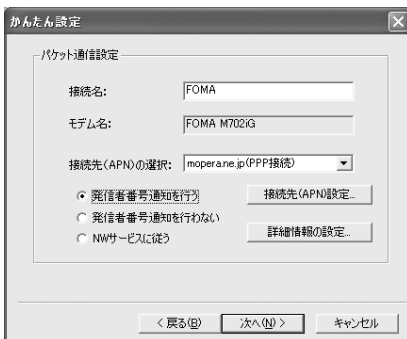 かんたん設定
パケット通信設定
接続名: FOMA
モデム名: FOMA M702iG
接続先(APN)の選択: mopera.ne.jp(PPP接続)
発信者番号通知を行う 接続先(APN)設定...
発信者番号通知を行わない
NWサービスに従う 詳細情報の設定...
< 戻る(B) 次へ(N) > キャンセル